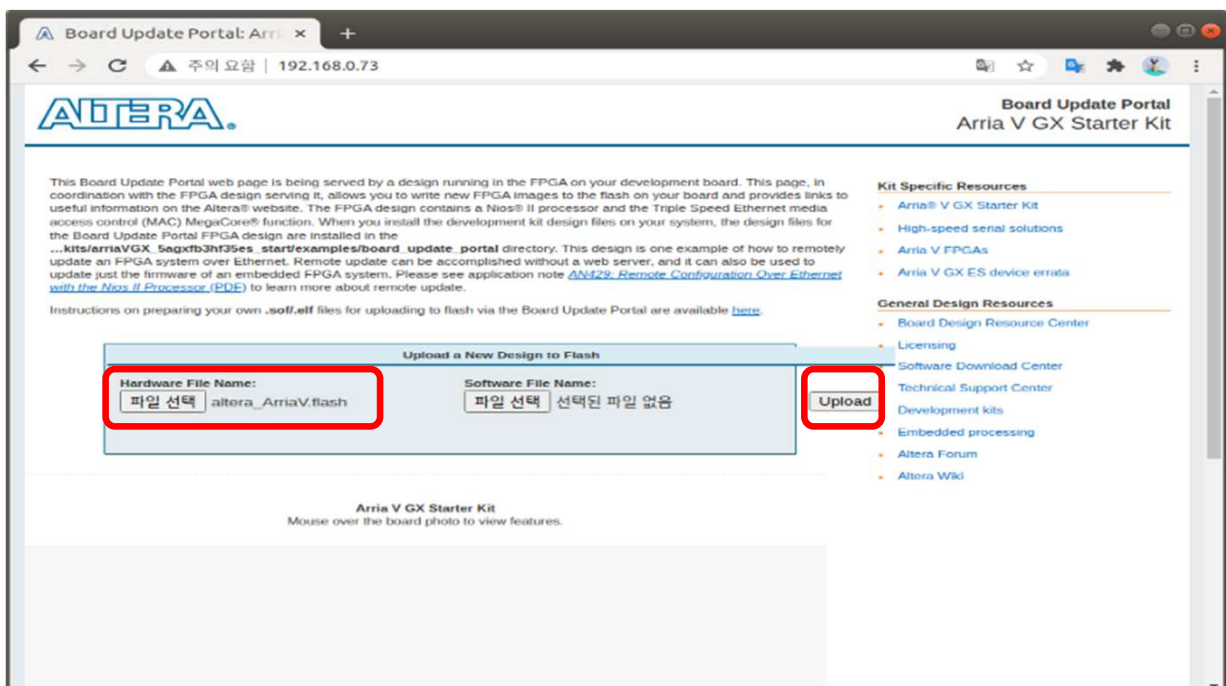 Board Update Portal: Arri
주의 요함 | 192.168.0.73
ALTERA®
Board Update Portal
Arria V GX Starter Kit
This Board Update Portal web page is being served by a design running in the FPGA on your development board. This page, in
coordination with the FPGA design serving it, allows you to write new FPGA images to the flash on your board and provides links to
useful information on the Altera® website. The FPGA design contains a Nios® II processor and the Triple Speed Ethernet media
access control (MAC) MegaCore® function. When you install the development kit design files on your system, the design files for
the Board Update Portal FPGA design are installed in the
...kits/arriaVGX_5agxfb3hf35es_start/examples/board_update_portal directory. This design is one example of how to remotely
update an FPGA system over Ethernet. Remote update can be accomplished without a web server, and it can also be used to
update just the firmware of an embedded FPGA system. Please see application note AN429: Remote Configuration Over Ethernet
with the Nios II Processor (PDF) to learn more about remote update.
Instructions on preparing your own .sof/.elf files for uploading to flash via the Board Update Portal are available here.
Upload a New Design to Flash
Hardware File Name:
파일 선택 altera_ArriaV.flash
Software File Name:
파일 선택 선택된 파일 없음
Upload
Arria V GX Starter Kit
Mouse over the board photo to view features.
Kit Specific Resources
Arria® V GX Starter Kit
High-speed serial solutions
Arria V FPGAs
Arria V GX ES device errata
General Design Resources
Board Design Resource Center
Licensing
Software Download Center
Technical Support Center
Development kits
Embedded processing
Altera Forum
Altera Wiki